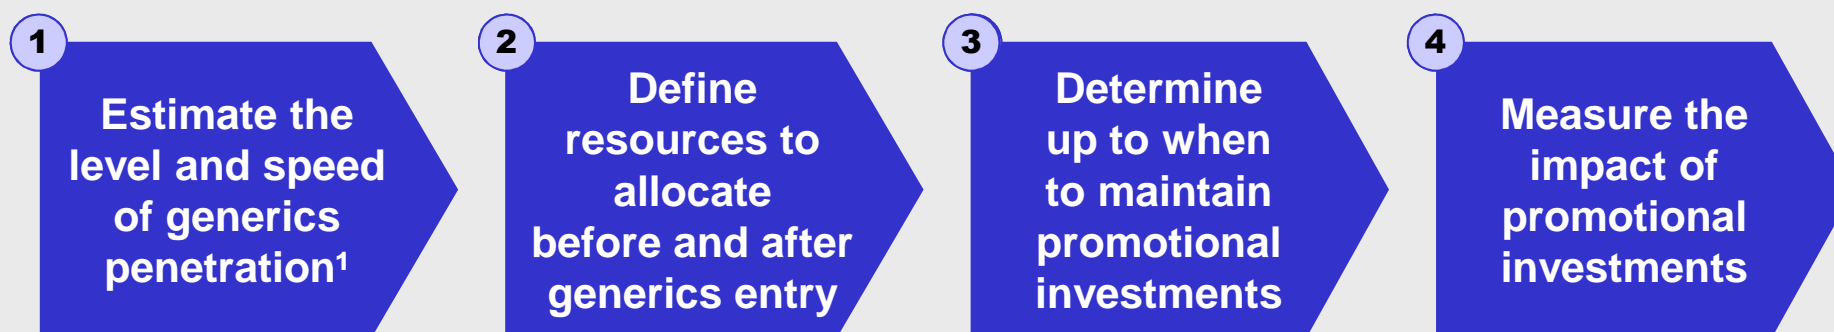 1
Estimate the
level and speed
of generics
penetration¹
2
Define
resources to
allocate
before and after
generics entry
3
Determine
up to when
to maintain
promotional
investments
4
Measure the
impact of
promotional
investments